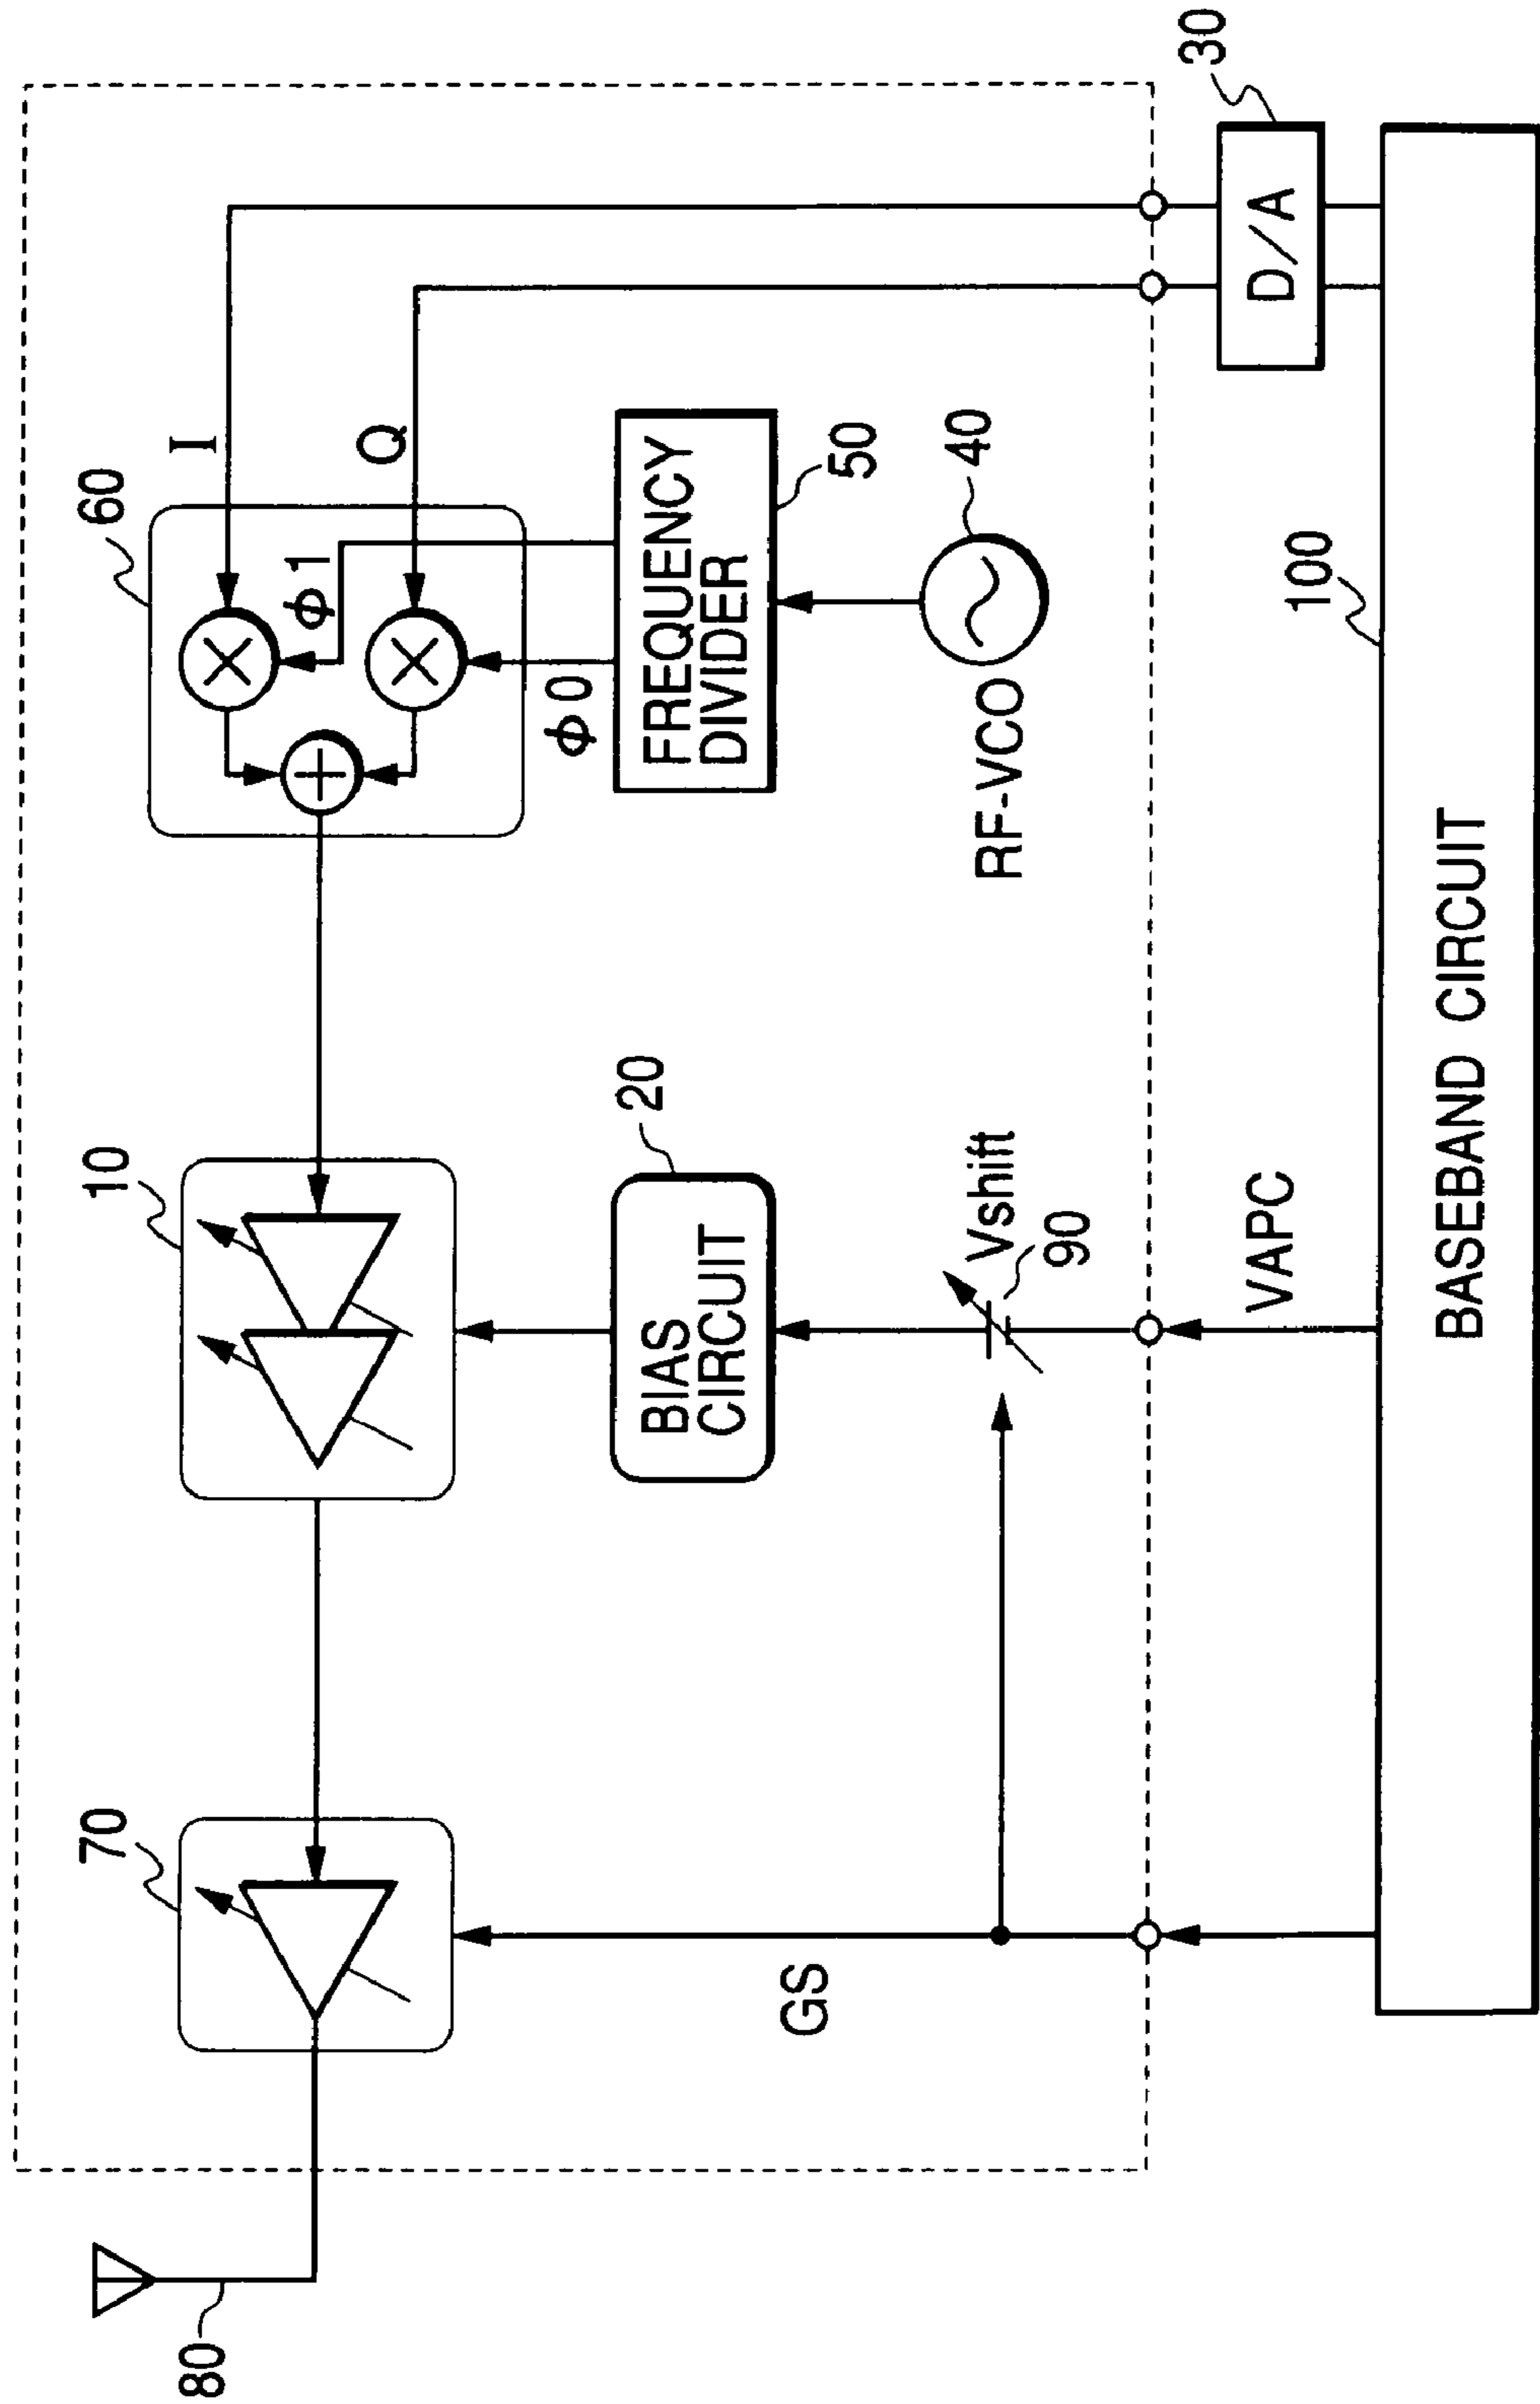 80
70
10
60
I
Q
φ1
φ0
FREQUENCY
DIVIDER
50
40
RF-VCO
20
BIAS
CIRCUIT
Vshift
90
GS
VAPC
30
D/A
100
BASEBAND CIRCUIT